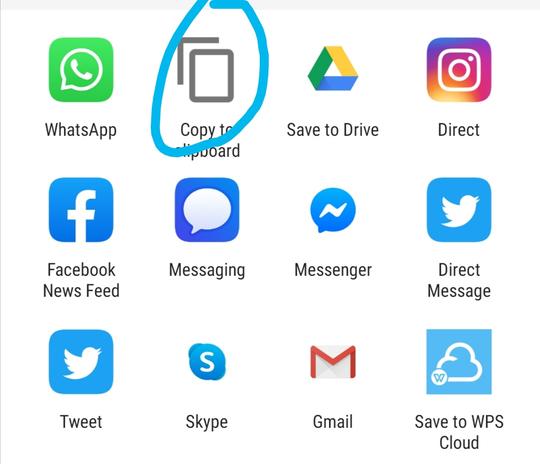 WhatsApp
Copy to
clipboard
Save to Drive
Direct
Facebook
News Feed
Messaging
Messenger
Direct
Message
Tweet
Skype
Gmail
Save to WPS
Cloud